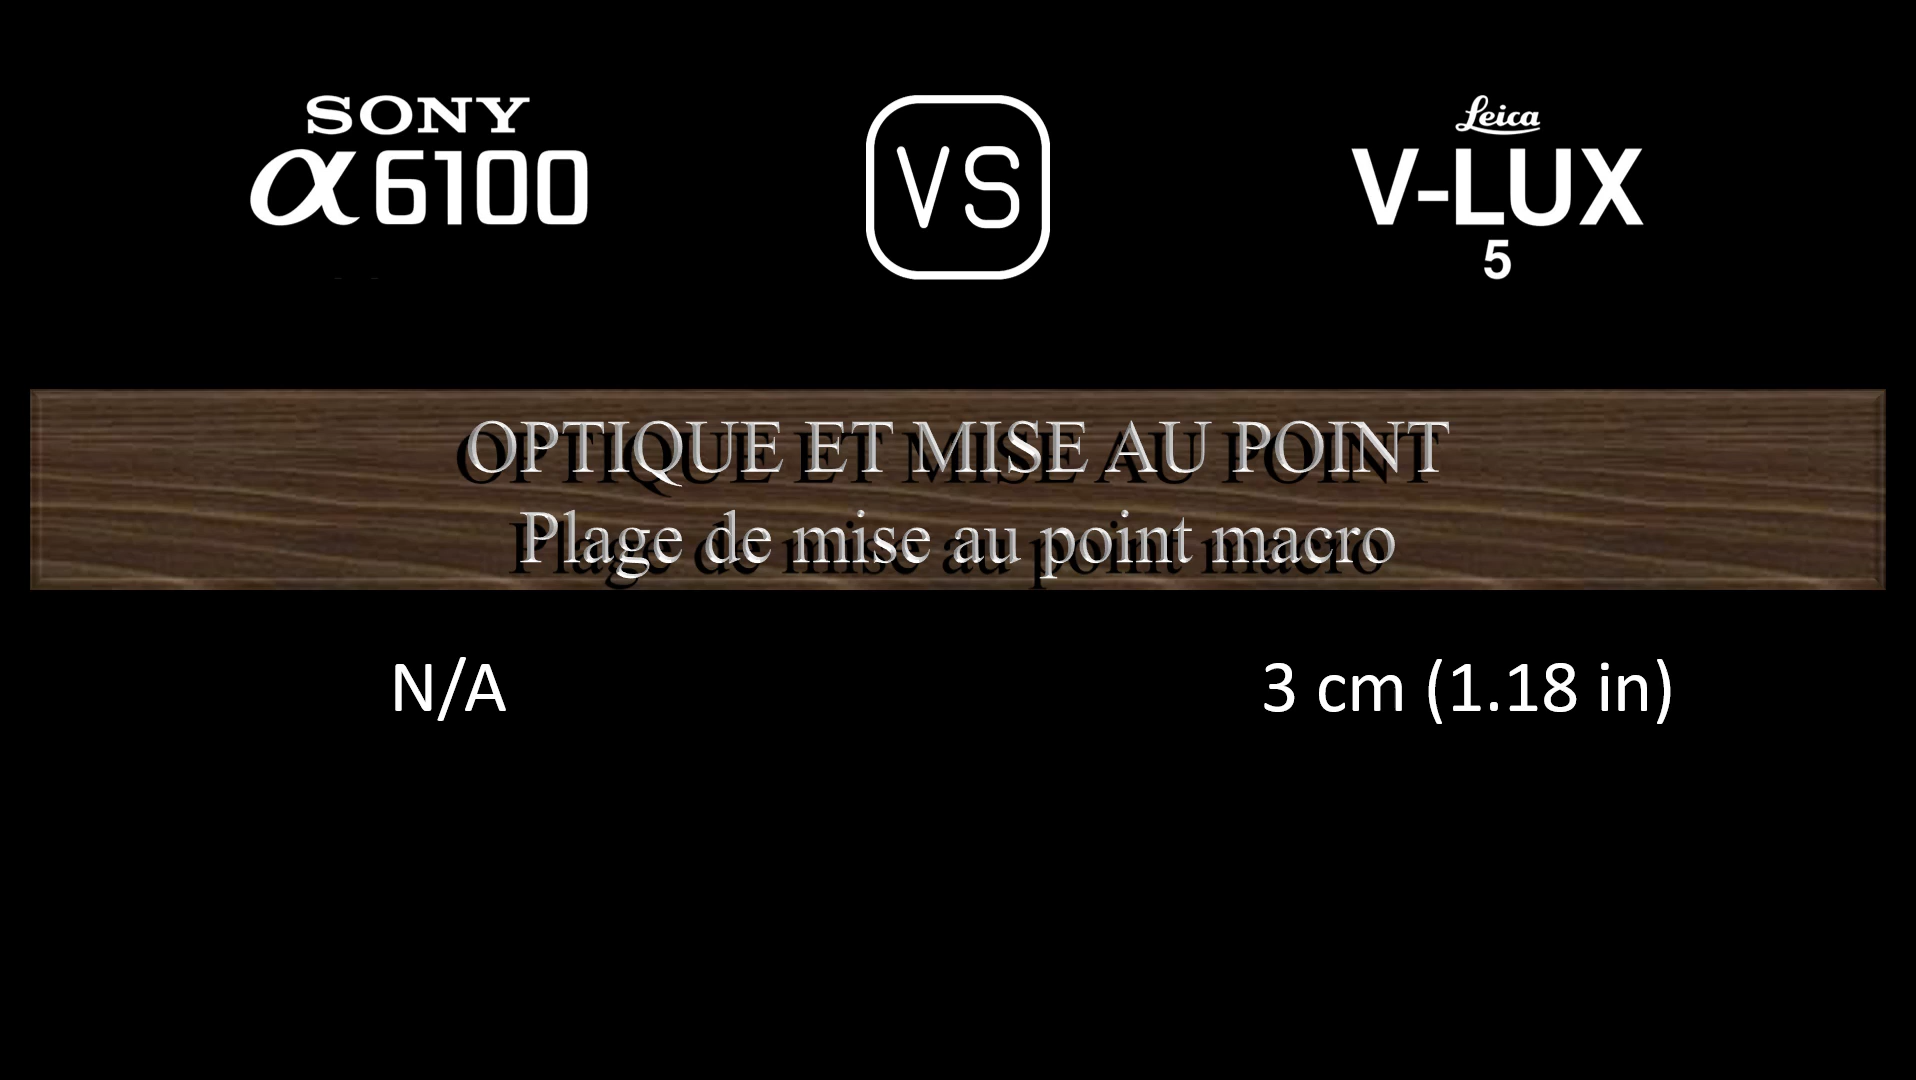 SONY
α6100
VS
Leica
V-LUX
5
OPTIQUE ET MISE AU POINT
Plage de mise au point macro
N/A
3 cm (1.18 in)